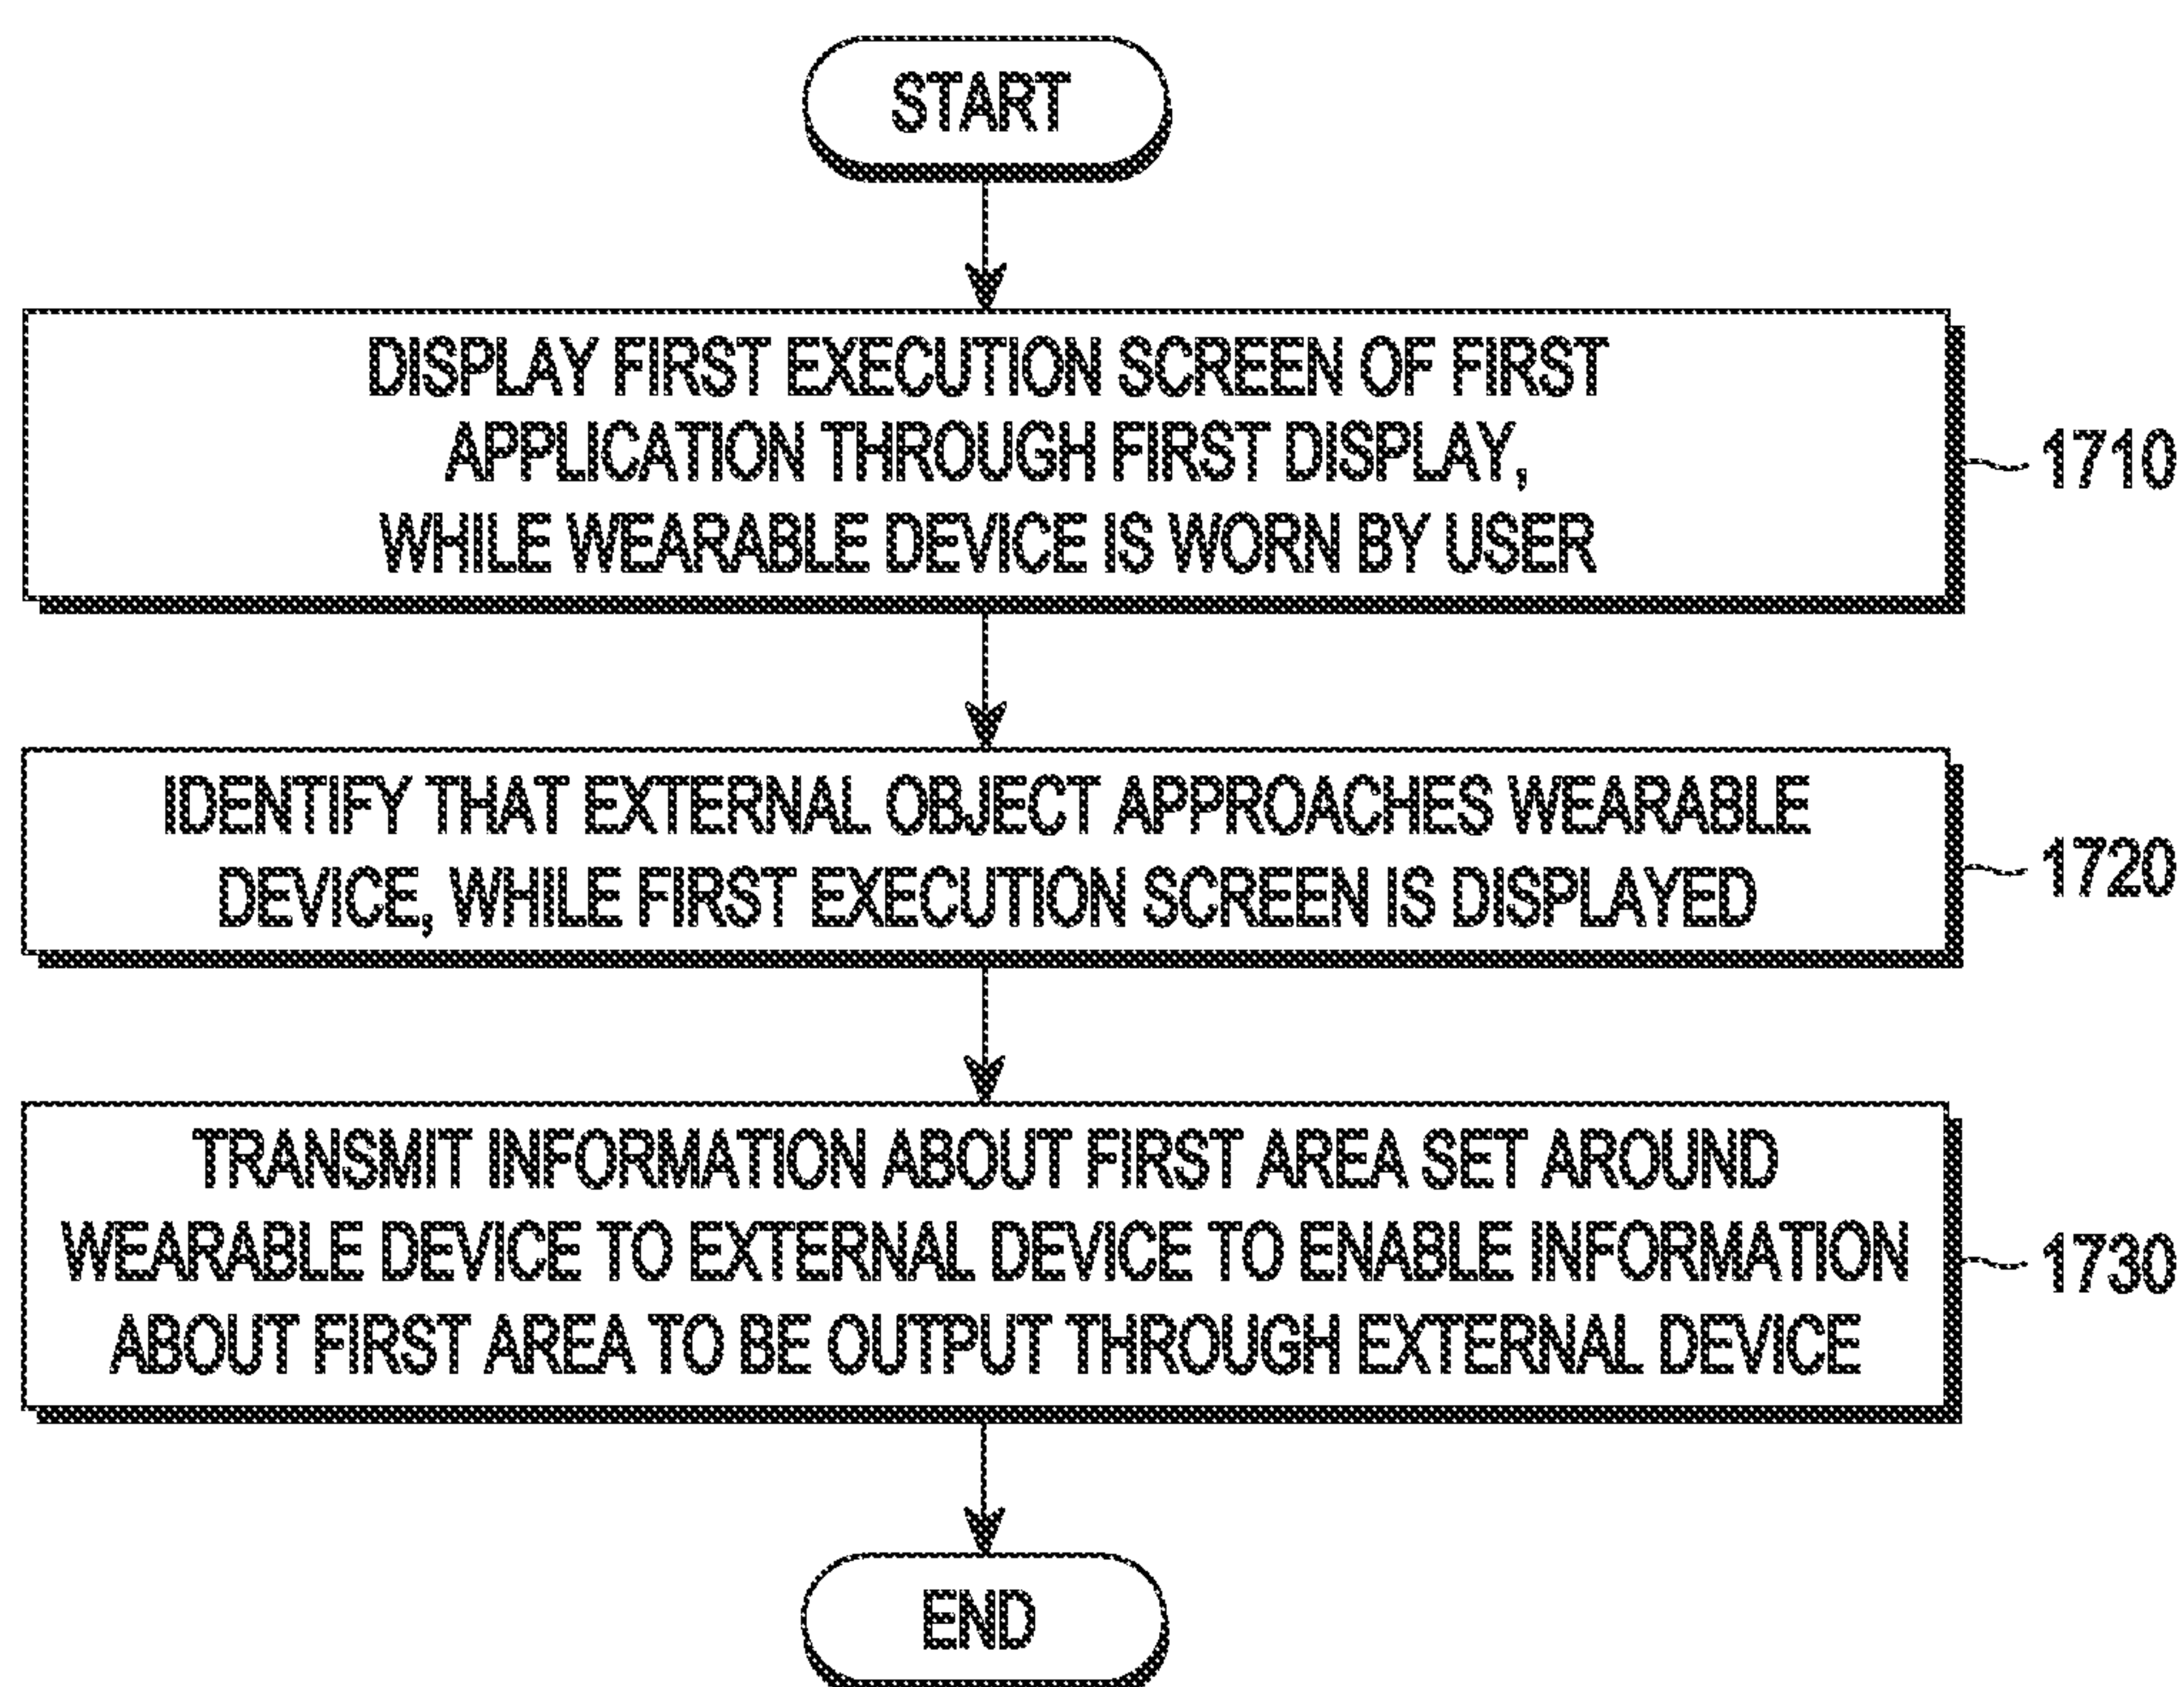 START
DISPLAY FIRST EXECUTION SCREEN OF FIRST
APPLICATION THROUGH FIRST DISPLAY,
WHILE WEARABLE DEVICE IS WORN BY USER
1710
IDENTIFY THAT EXTERNAL OBJECT APPROACHES WEARABLE
DEVICE, WHILE FIRST EXECUTION SCREEN IS DISPLAYED
1720
TRANSMIT INFORMATION ABOUT FIRST AREA SET AROUND
WEARABLE DEVICE TO EXTERNAL DEVICE TO ENABLE INFORMATION
ABOUT FIRST AREA TO BE OUTPUT THROUGH EXTERNAL DEVICE
1730
END